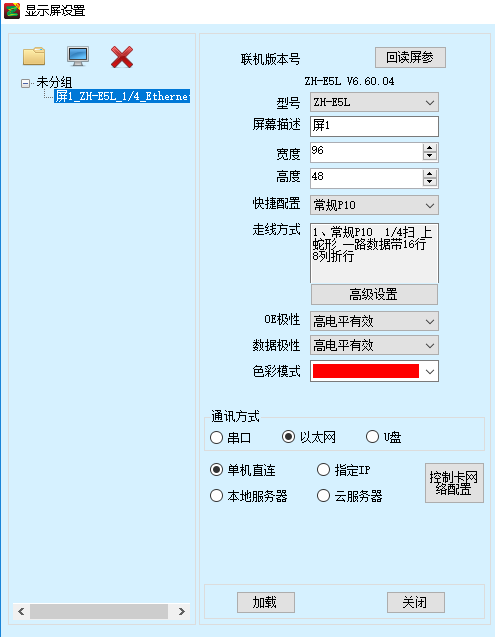 显示屏设置
未分组
屏1_ZH-E5L_1/4_Etherne
联机版本号
回读屏参
ZH-E5L V6.60.04
型号
ZH-E5L
屏幕描述
屏1
宽度
96
高度
48
快捷配置
常规P10
走线方式
1、常规P10 1/4扫 上
蛇形 一路数据带16行
8列折行
高级设置
OE极性
高电平有效
数据极性
高电平有效
色彩模式
通讯方式
串口
以太网
U盘
单机直连
指定IP
本地服务器
云服务器
控制卡网
络配置
加载
关闭